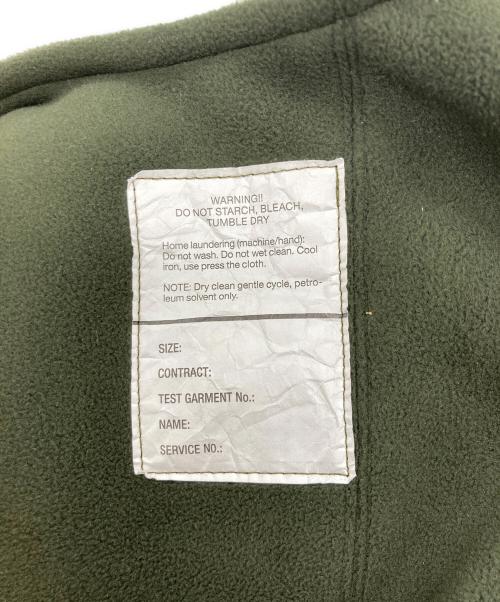 WARNING!!
DO NOT STARCH, BLEACH,
TUMBLE DRY
Home laundering (machine/hand):
Do not wash. Do not wet clean. Cool
iron, use press the cloth.
NOTE: Dry clean gentle cycle, petro-
leum solvent only.
SIZE:
CONTRACT:
TEST GARMENT No.:
NAME:
SERVICE NO.: